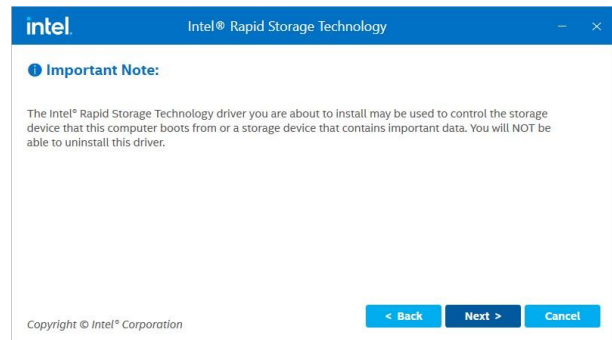 intel.
Intel® Rapid Storage Technology
Important Note:
The Intel® Rapid Storage Technology driver you are about to install may be used to control the storage
device that this computer boots from or a storage device that contains important data. You will NOT be
able to uninstall this driver.
< Back Next > Cancel
Copyright © Intel® Corporation